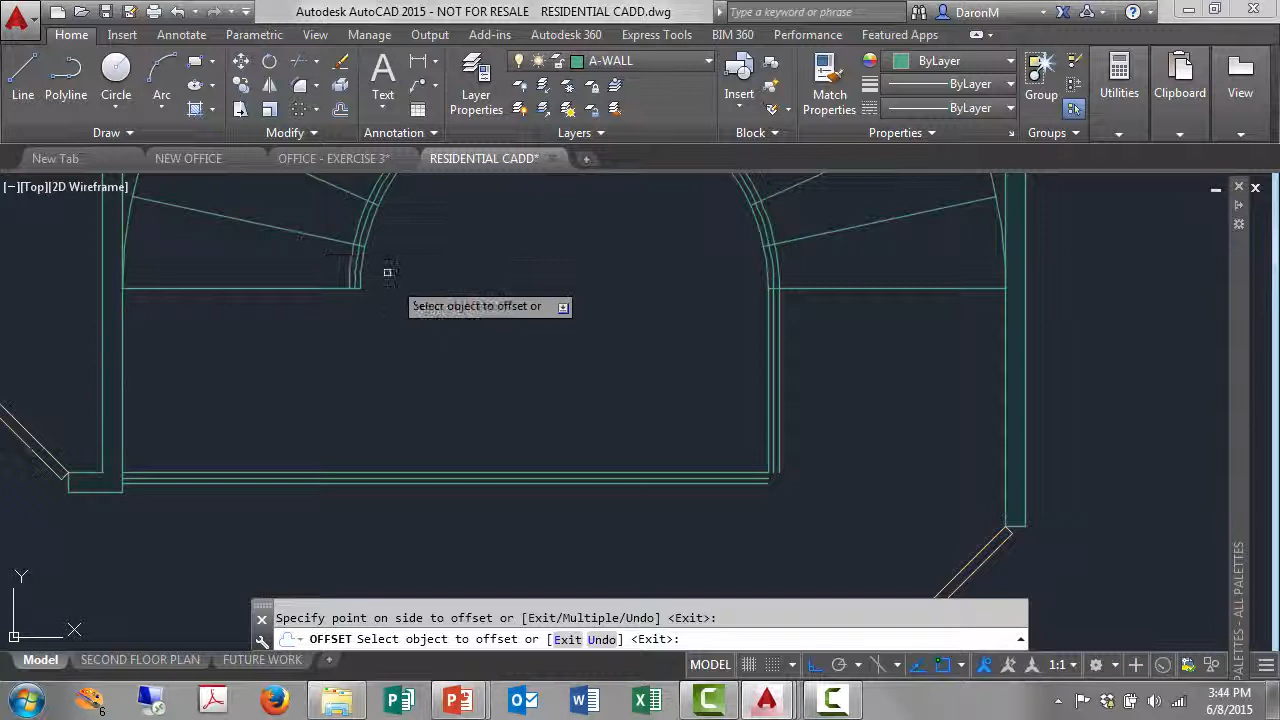 Autodesk AutoCAD 2015 - NOT FOR RESALE RESIDENTIAL CADD.dwg
Type a keyword or phrase
DaronM
Home Insert Annotate Parametric View Manage Output Add-ins Autodesk 360 Express Tools BIM 360 Performance Featured Apps
A-WALL
ByLayer
Line Polyline Circle Arc
Text
Layer Properties
Insert
Match Properties
ByLayer
ByLayer
Group
Utilities
Clipboard
View
Draw Modify Annotation Layers Block Properties Groups
New Tab NEW OFFICE OFFICE - EXERCISE 3* RESIDENTIAL CADD*
[−][Top][2D Wireframe]
Select object to offset or
Y
X
PALETTES - ALL PALETTES
Specify point on side to offset or [Exit/Multiple/Undo] <Exit>:
OFFSET Select object to offset or [Exit Undo] <Exit>:
Model SECOND FLOOR PLAN FUTURE WORK
MODEL 1:1
6
3:44 PM
6/8/2015